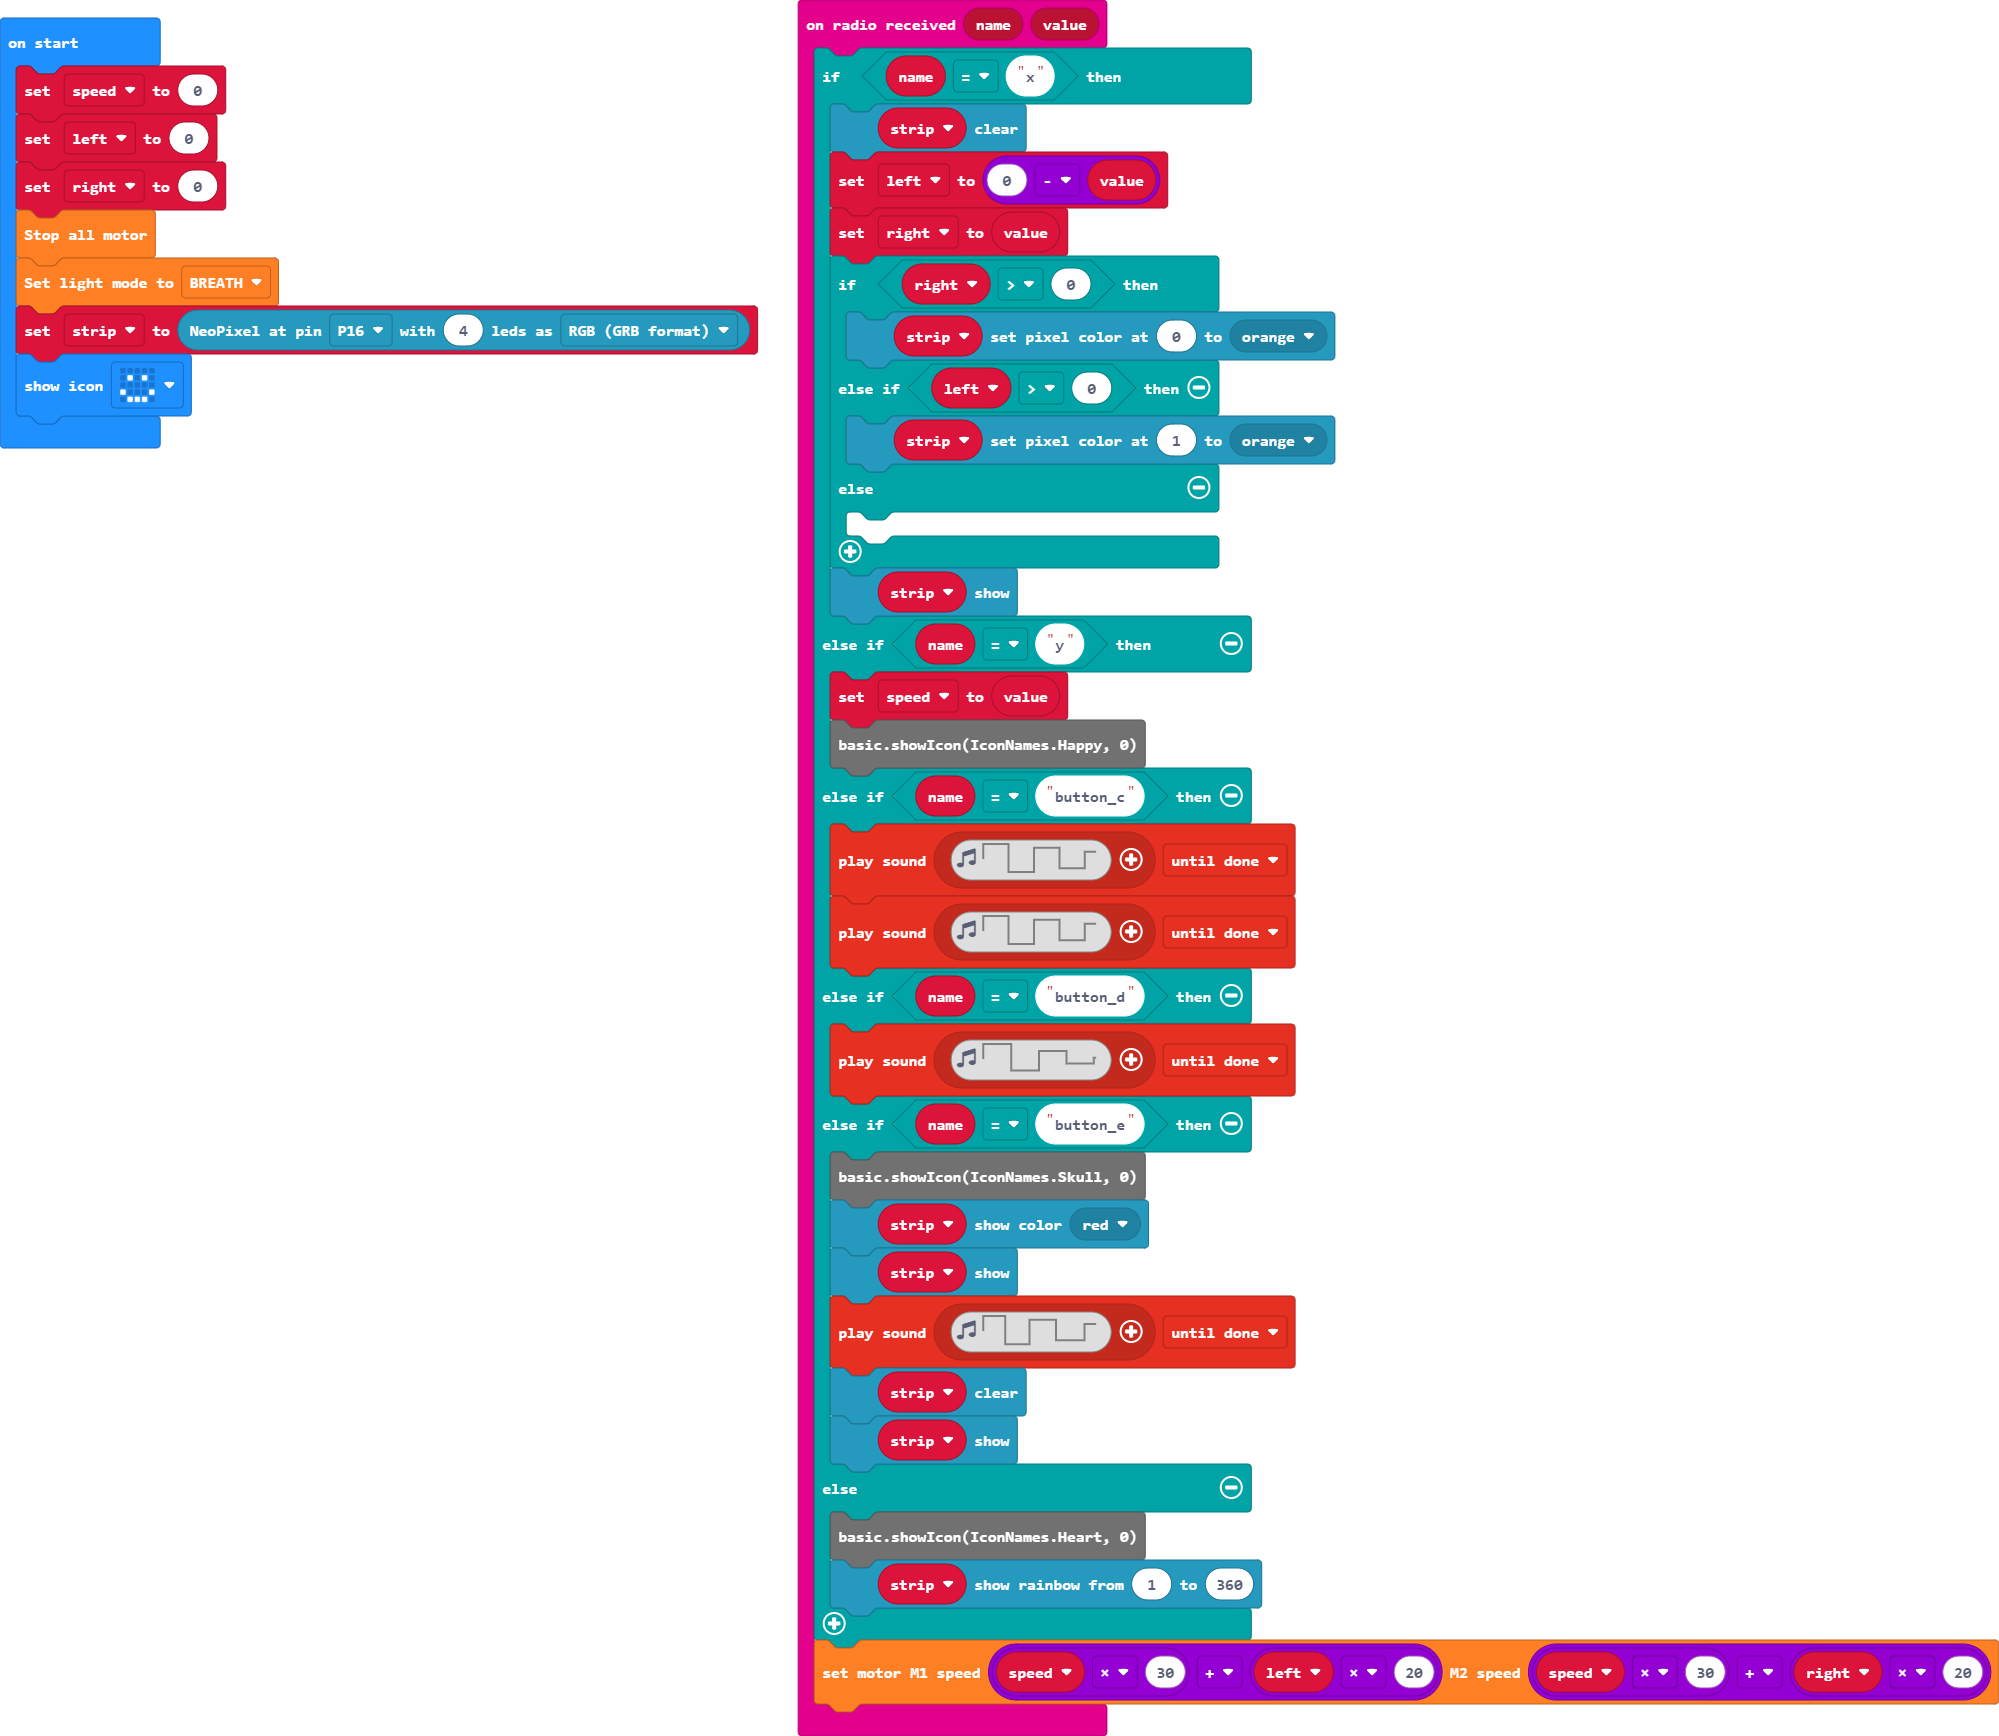 on start
set speed to 0
set left to 0
set right to 0
Stop all motor
Set light mode to BREATH
set strip to NeoPixel at pin P16 with 4 leds as RGB (GRB format)
show icon
on radio received name value
if name = "x" then
strip clear
set left to 0 - value
set right to value
if right > 0 then
strip set pixel color at 0 to orange
else if left > 0 then
strip set pixel color at 1 to orange
else
strip show
else if name = "y" then
set speed to value
basic.showIcon(IconNames.Happy, 0)
else if name = "button_c" then
play sound until done
play sound until done
else if name = "button_d" then
play sound until done
else if name = "button_e" then
basic.showIcon(IconNames.Skull, 0)
strip show color red
strip show
play sound until done
strip clear
strip show
else
basic.showIcon(IconNames.Heart, 0)
strip show rainbow from 1 to 360
set motor M1 speed speed × 30 + left × 20 M2 speed speed × 30 + right × 20